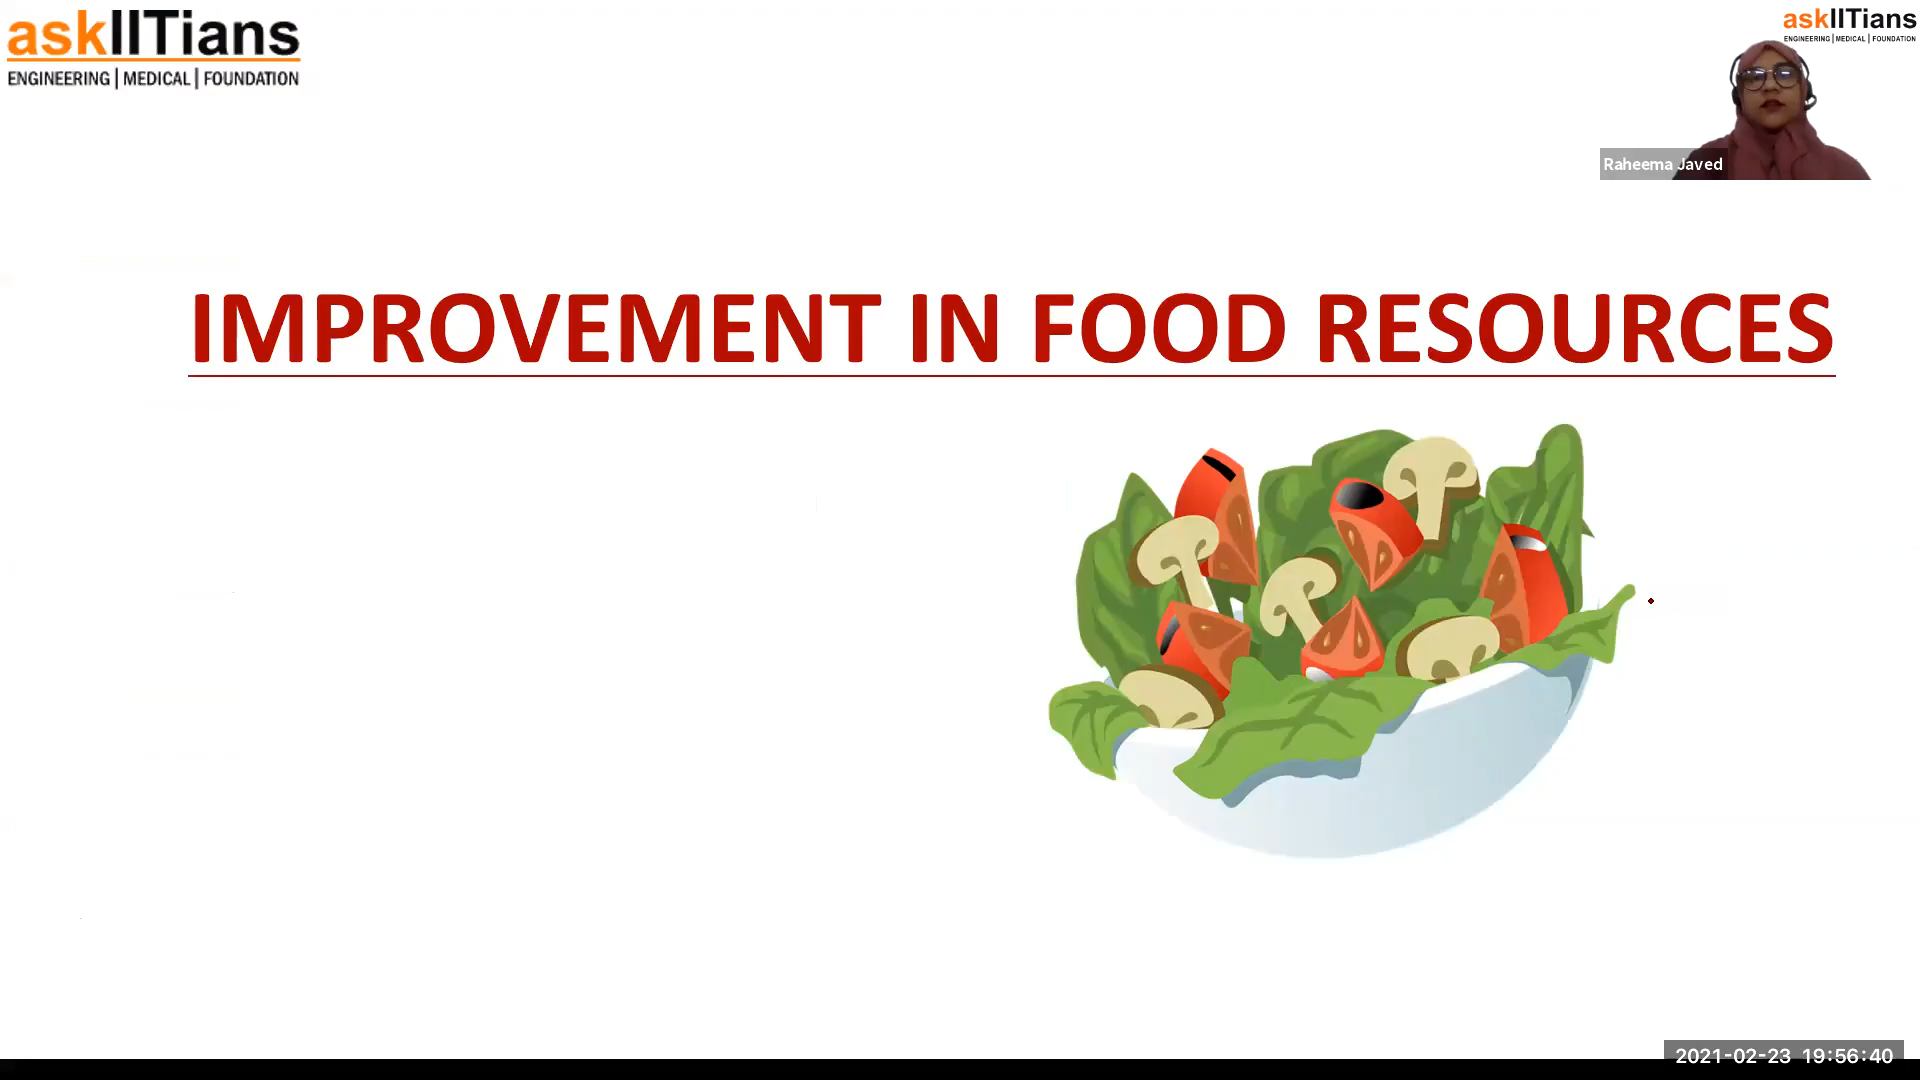 askIITians
ENGINEERING | MEDICAL | FOUNDATION
askIITians
ENGINEERING | MEDICAL | FOUNDATION
Raheema Javed
IMPROVEMENT IN FOOD RESOURCES
2021-02-23 19:56:40